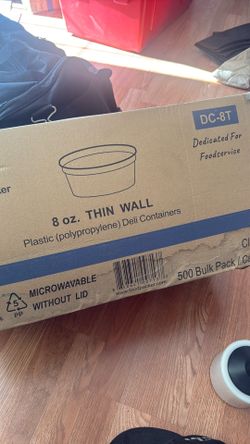 DC-8T
Dedicated For
Foodservice
8 oz. THIN WALL
Plastic (polypropylene) Deli Containers
MICROWAVABLE
WITHOUT LID
5
PP
500 Bulk Pack /